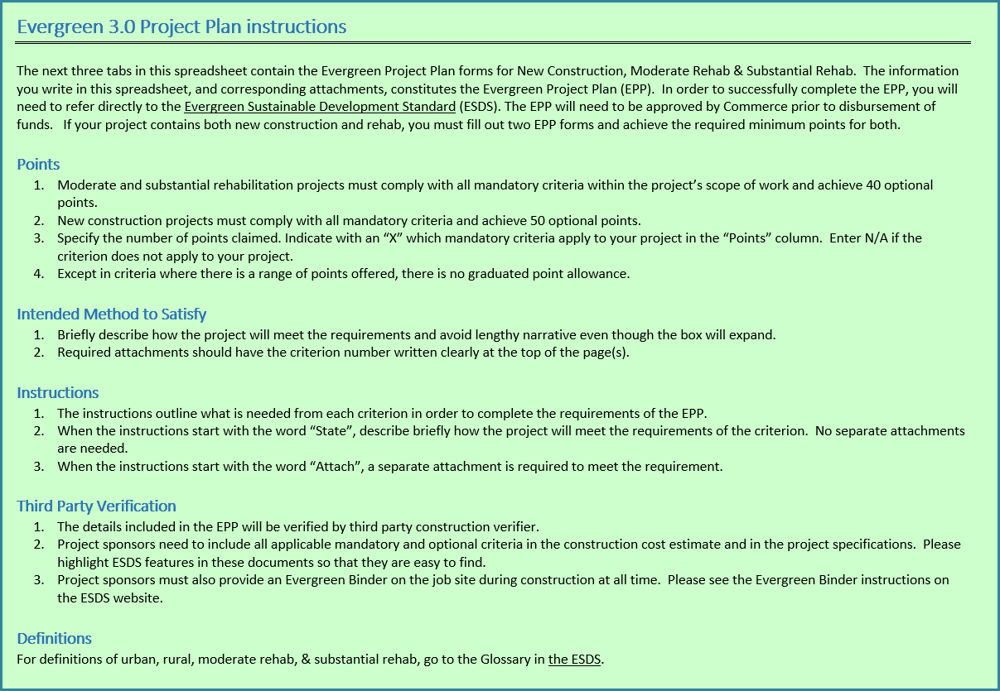 Evergreen 3.0 Project Plan instructions
The next three tabs in this spreadsheet contain the Evergreen Project Plan forms for New Construction, Moderate Rehab & Substantial Rehab.  The information
you write in this spreadsheet, and corresponding attachments, constitutes the Evergreen Project Plan (EPP).  In order to successfully complete the EPP, you will
need to refer directly to the Evergreen Sustainable Development Standard (ESDS). The EPP will need to be approved by Commerce prior to disbursement of
funds.   If your project contains both new construction and rehab, you must fill out two EPP forms and achieve the required minimum points for both.
Points
1. Moderate and substantial rehabilitation projects must comply with all mandatory criteria within the project’s scope of work and achieve 40 optional
points.
2. New construction projects must comply with all mandatory criteria and achieve 50 optional points.
3. Specify the number of points claimed. Indicate with an “X” which mandatory criteria apply to your project in the “Points” column.  Enter N/A if the
criterion does not apply to your project.
4. Except in criteria where there is a range of points offered, there is no graduated point allowance.
Intended Method to Satisfy
1. Briefly describe how the project will meet the requirements and avoid lengthy narrative even though the box will expand.
2. Required attachments should have the criterion number written clearly at the top of the page(s).
Instructions
1. The instructions outline what is needed from each criterion in order to complete the requirements of the EPP.
2. When the instructions start with the word “State”, describe briefly how the project will meet the requirements of the criterion.  No separate attachments
are needed.
3. When the instructions start with the word “Attach”, a separate attachment is required to meet the requirement.
Third Party Verification
1. The details included in the EPP will be verified by third party construction verifier.
2. Project sponsors need to include all applicable mandatory and optional criteria in the construction cost estimate and in the project specifications.  Please
highlight ESDS features in these documents so that they are easy to find.
3. Project sponsors must also provide an Evergreen Binder on the job site during construction at all time.  Please see the Evergreen Binder instructions on
the ESDS website.
Definitions
For definitions of urban, rural, moderate rehab, & substantial rehab, go to the Glossary in the ESDS.